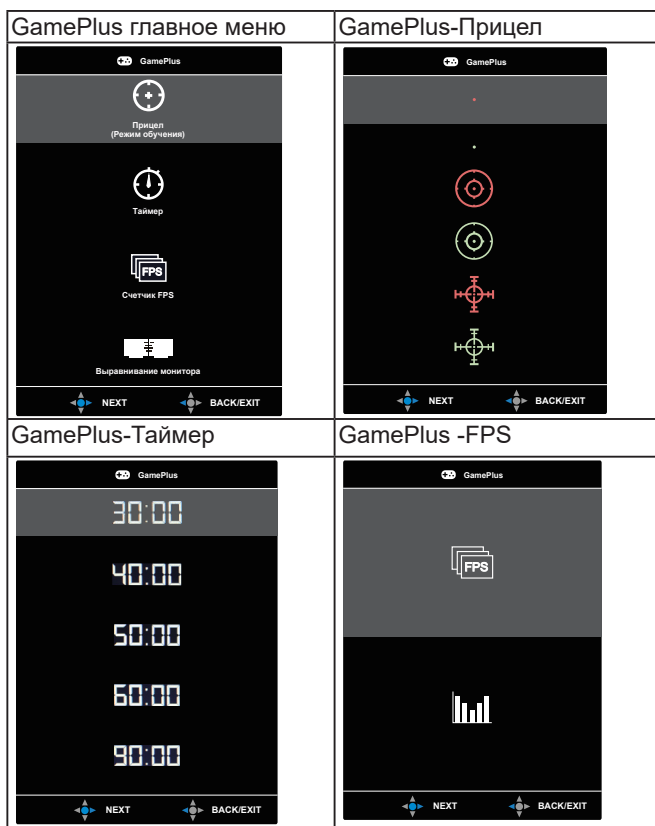 GamePlus главное меню
GamePlus-Прицел
GamePlus
Прицел
(Режим обучения)
Таймер
FPS
Счетчик FPS
Выравнивание монитора
NEXT BACK/EXIT
GamePlus
NEXT BACK/EXIT
GamePlus-Таймер
GamePlus -FPS
GamePlus
30:00
40:00
50:00
60:00
90:00
NEXT BACK/EXIT
GamePlus
FPS
NEXT BACK/EXIT